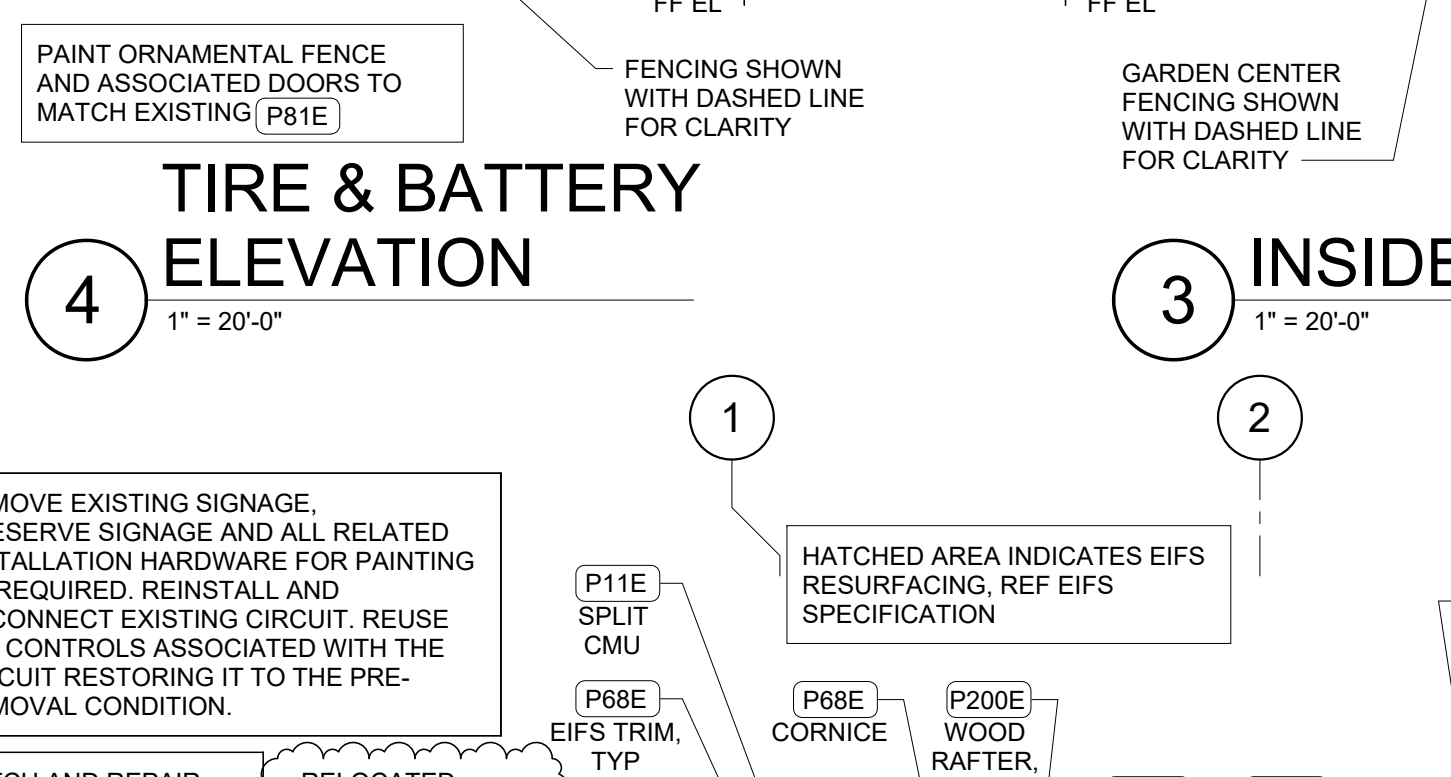 FF EL
FF EL
PAINT ORNAMENTAL FENCE
AND ASSOCIATED DOORS TO
MATCH EXISTING P81E
FENCING SHOWN
WITH DASHED LINE
FOR CLARITY
GARDEN CENTER
FENCING SHOWN
WITH DASHED LINE
FOR CLARITY
TIRE & BATTERY
ELEVATION
4
1" = 20'-0"
3
INSIDE
1" = 20'-0"
1
2
MOVE EXISTING SIGNAGE,
ESERVE SIGNAGE AND ALL RELATED
TALLATION HARDWARE FOR PAINTING
REQUIRED. REINSTALL AND
CONNECT EXISTING CIRCUIT. REUSE
CONTROLS ASSOCIATED WITH THE
CUIT RESTORING IT TO THE PRE-
MOVAL CONDITION.
HATCHED AREA INDICATES EIFS
RESURFACING, REF EIFS
SPECIFICATION
P11E
SPLIT
CMU
P68E
EIFS TRIM,
TYP
P68E
CORNICE
P200E
WOOD
RAFTER,
AND REPAIR
RELOCATED